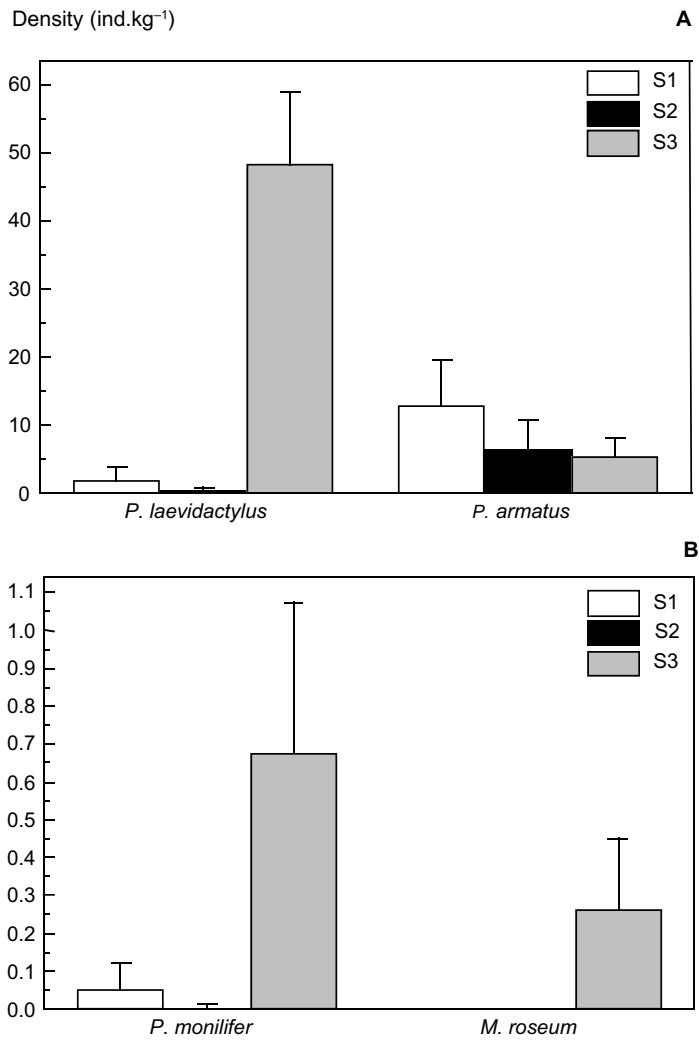 Density (ind.kg⁻¹)
A
60
50
40
30
20
10
0
S1
S2
S3
P. laevidactylus
P. armatus
B
1.1
1.0
0.9
0.8
0.7
0.6
0.5
0.4
0.3
0.2
0.1
0.0
S1
S2
S3
P. monilifer
M. roseum